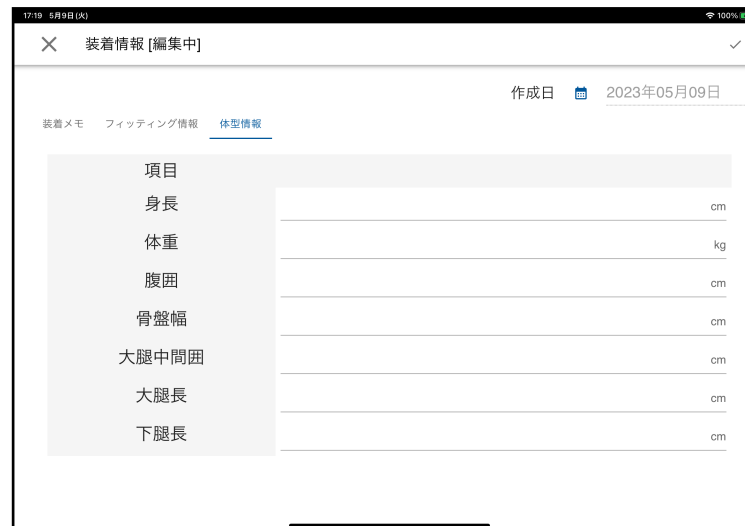 17:19 5月9日(火)
100%
装着情報 [編集中]
作成日 2023年05月09日
装着メモ フィッティング情報 体型情報
項目
身長 cm
体重 kg
腹囲 cm
骨盤幅 cm
大腿中間囲 cm
大腿長 cm
下腿長 cm